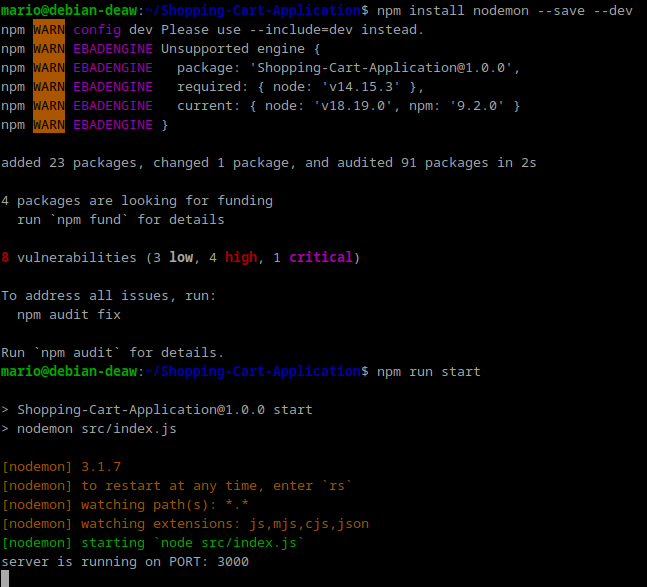 mario@debian-deaw:~/Shopping-Cart-Application$ npm install nodemon --save --dev
npm WARN config dev Please use --include=dev instead.
npm WARN EBADENGINE Unsupported engine {
npm WARN EBADENGINE   package: 'Shopping-Cart-Application@1.0.0',
npm WARN EBADENGINE   required: { node: 'v14.15.3' },
npm WARN EBADENGINE   current: { node: 'v18.19.0', npm: '9.2.0' }
npm WARN EBADENGINE }

added 23 packages, changed 1 package, and audited 91 packages in 2s

4 packages are looking for funding
  run `npm fund` for details

8 vulnerabilities (3 low, 4 high, 1 critical)

To address all issues, run:
  npm audit fix

Run `npm audit` for details.
mario@debian-deaw:~/Shopping-Cart-Application$ npm run start

> Shopping-Cart-Application@1.0.0 start
> nodemon src/index.js

[nodemon] 3.1.7
[nodemon] to restart at any time, enter `rs`
[nodemon] watching path(s): *.*
[nodemon] watching extensions: js,mjs,cjs,json
[nodemon] starting `node src/index.js`
server is running on PORT: 3000